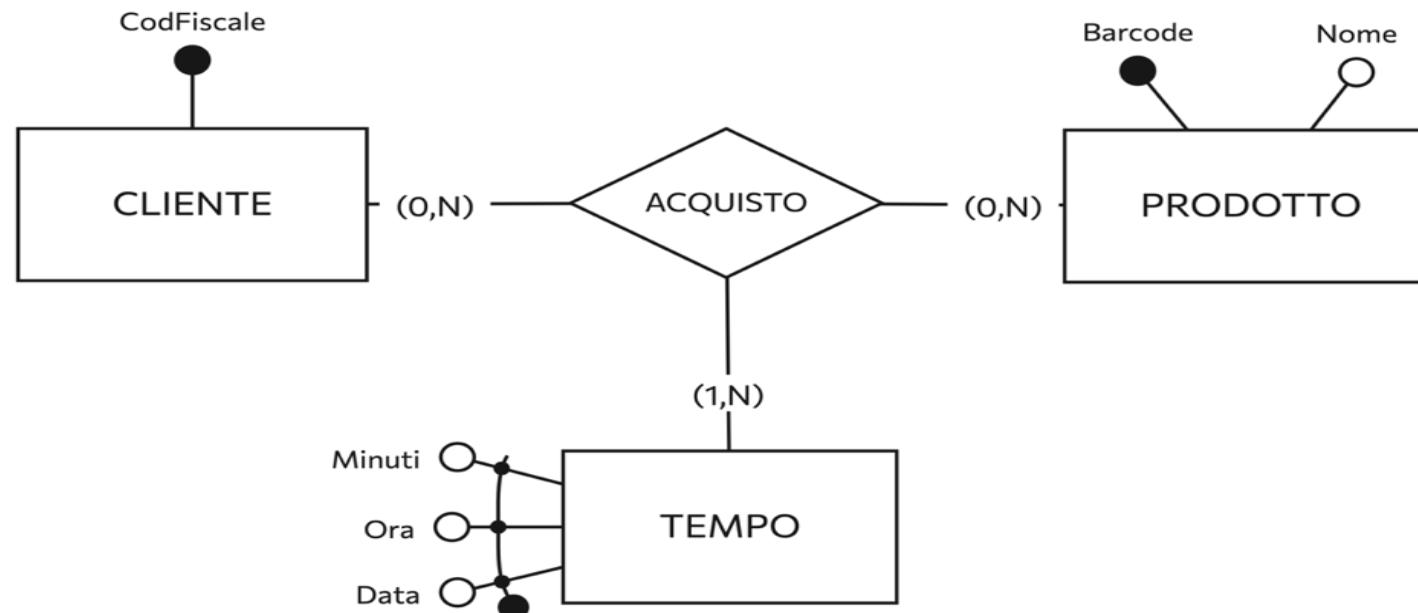 CodFiscale
Barcode
Nome
CLIENTE
(0,N)
ACQUISTO
(0,N)
PRODOTTO
(1,N)
Minuti
Ora
TEMPO
Data